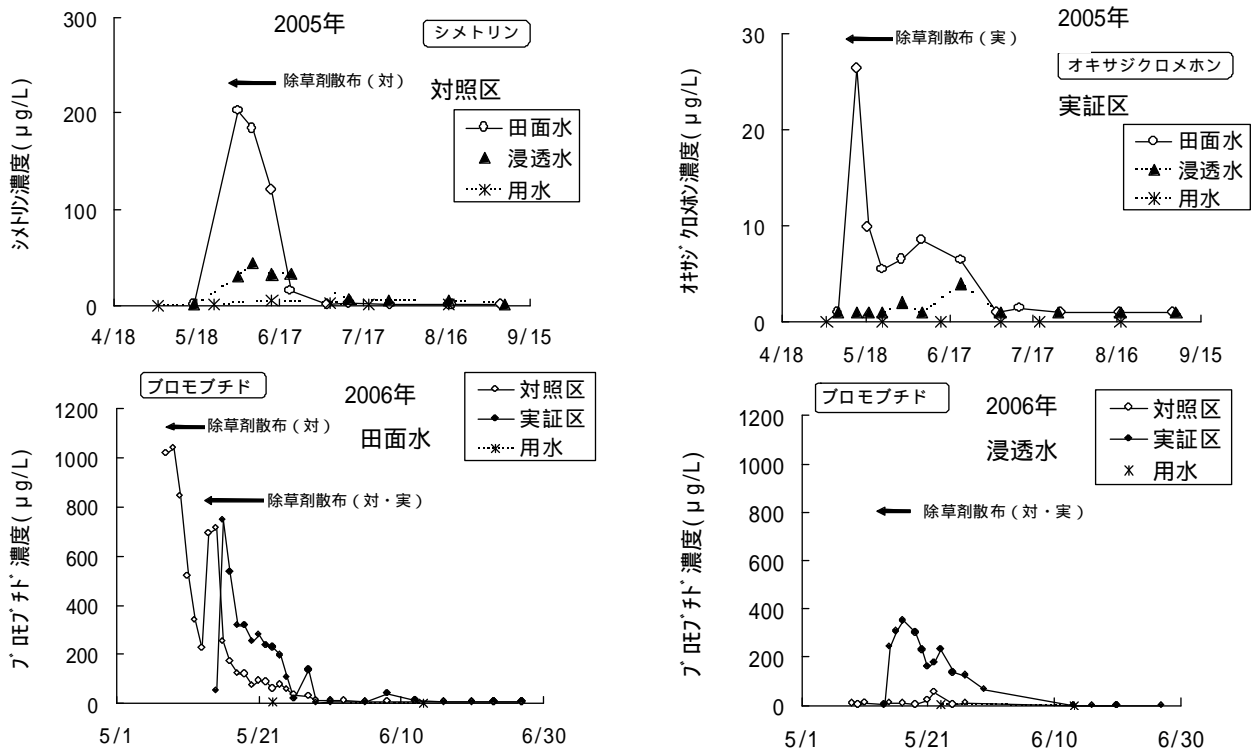 2005年
シメトリン
除草剤散布(対)
対照区
田面水
浸透水
用水
シメトリン濃度(μg/L)
300
200
100
0
4/18
5/18
6/17
7/17
8/16
9/15
2005年
除草剤散布(実)
オキサジクロメホン
実証区
田面水
浸透水
用水
オキサジクロメホン濃度(μg/L)
30
20
10
0
4/18
5/18
6/17
7/17
8/16
9/15
ブロモブチド
2006年
対照区
実証区
用水
除草剤散布(対)
田面水
除草剤散布(対・実)
ブロモブチド濃度(μg/L)
1200
1000
800
600
400
200
0
5/1
5/21
6/10
6/30
ブロモブチド
2006年
対照区
実証区
用水
浸透水
除草剤散布(対・実)
ブロモブチド濃度(μg/L)
1200
1000
800
600
400
200
0
5/1
5/21
6/10
6/30